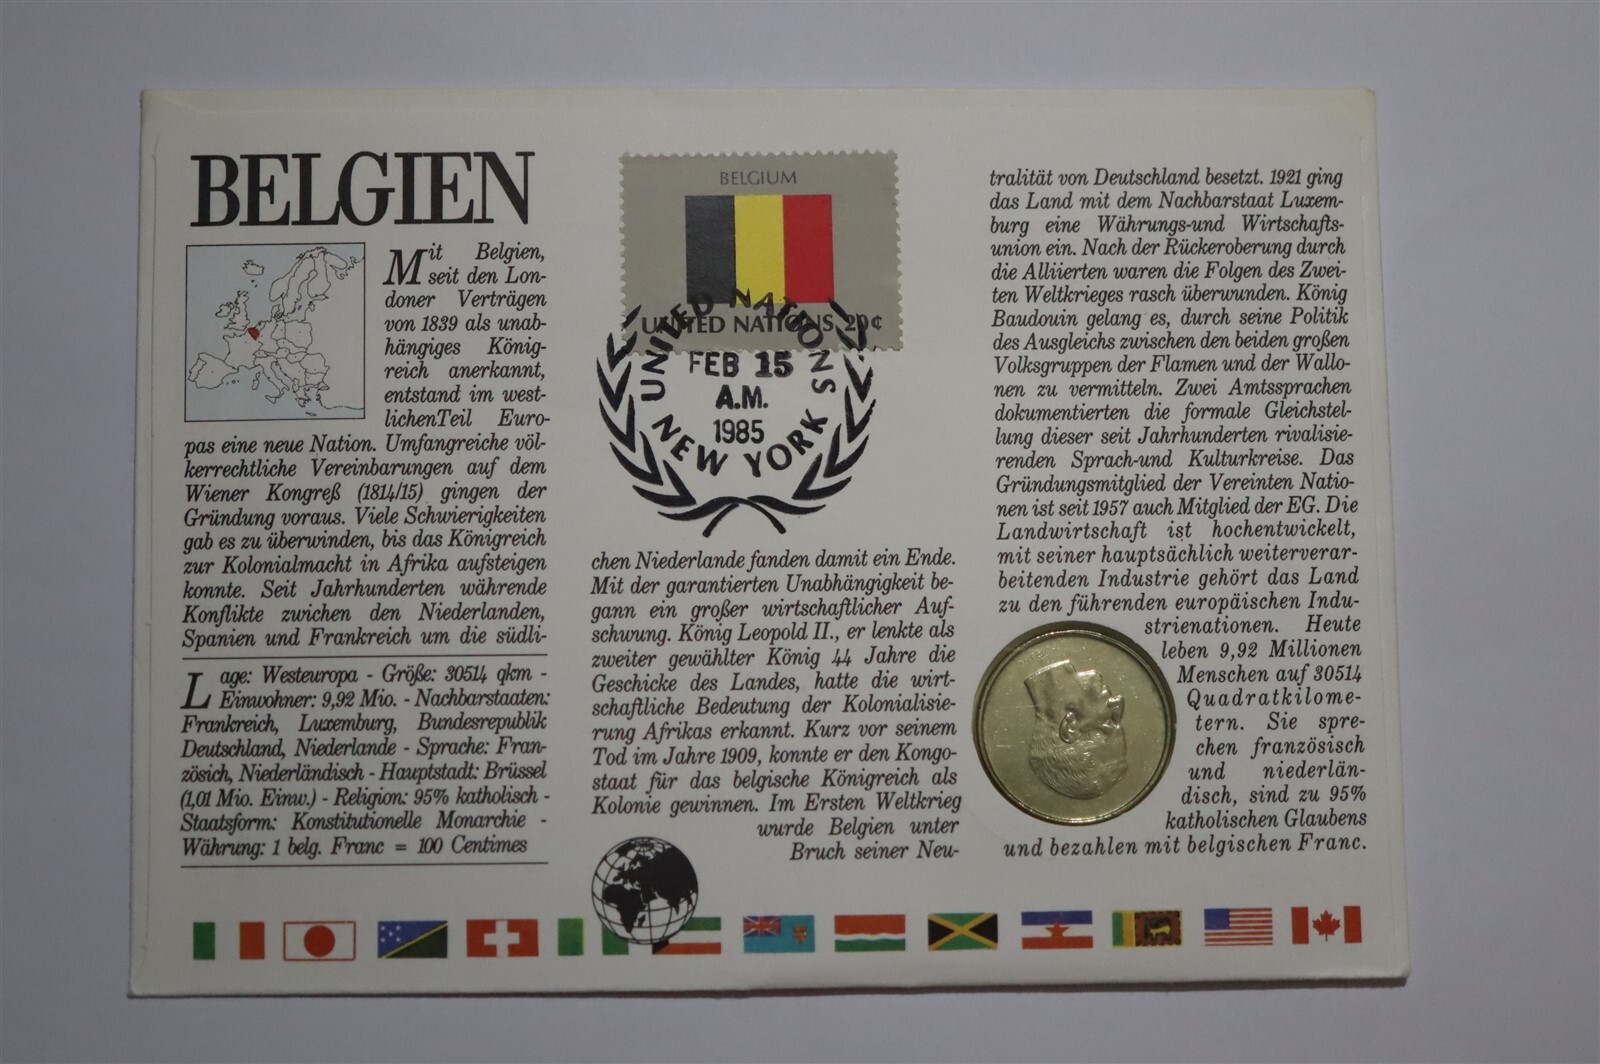 BELGIEN
Mit Belgien,
seit den Lon-
doner Verträgen
von 1839 als unab-
hängiges König-
reich anerkannt,
entstand im west-
lichenTeil Euro-
pas eine neue Nation. Umfangreiche völ-
kerrechtliche Vereinbarungen auf dem
Wiener Kongreß (1814/15) gingen der
Gründung voraus. Viele Schwierigkeiten
gab es zu überwinden, bis das Königreich
zur Kolonialmacht in Afrika aufsteigen
konnte. Seit Jahrhunderten währende
Konflikte zwichen den Niederlanden,
Spanien und Frankreich um die südli-
Lage: Westeuropa - Größe: 30514 qkm -
Einwohner: 9,92 Mio. - Nachbarstaaten:
Frankreich, Luxemburg, Bundesrepublik
Deutschland, Niederlande - Sprache: Fran-
zösich, Niederländisch - Hauptstadt: Brüssel
(1,01 Mio. Einw.) - Religion: 95% katholisch -
Staatsform: Konstitutionelle Monarchie -
Währung: 1 belg. Franc = 100 Centimes
BELGIUM
UNITED NATIONS 20¢
UNITED NATIONS
FEB 15
A.M.
1985
NEW YORK
chen Niederlande fanden damit ein Ende.
Mit der garantierten Unabhängigkeit be-
gann ein großer wirtschaftlicher Auf-
schwung. König Leopold II., er lenkte als
zweiter gewählter König 44 Jahre die
Geschicke des Landes, hatte die wirt-
schaftliche Bedeutung der Kolonialisie-
rung Afrikas erkannt. Kurz vor seinem
Tod im Jahre 1909, konnte er den Kongo-
staat für das belgische Königreich als
Kolonie gewinnen. Im Ersten Weltkrieg
wurde Belgien unter
Bruch seiner Neu-
tralität von Deutschland besetzt. 1921 ging
das Land mit dem Nachbarstaat Luxem-
burg eine Währungs-und Wirtschafts-
union ein. Nach der Rückeroberung durch
die Alliierten waren die Folgen des Zwei-
ten Weltkrieges rasch überwunden. König
Baudouin gelang es, durch seine Politik
des Ausgleichs zwischen den beiden großen
Volksgruppen der Flamen und der Wallo-
nen zu vermitteln. Zwei Amtssprachen
dokumentierten die formale Gleichstel-
lung dieser seit Jahrhunderten rivalisie-
renden Sprach-und Kulturkreise. Das
Gründungsmitglied der Vereinten Natio-
nen ist seit 1957 auch Mitglied der EG. Die
Landwirtschaft ist hochentwickelt,
mit seiner hauptsächlich weiterverar-
beitenden Industrie gehört das Land
zu den führenden europäischen Indu-
strienationen. Heute
leben 9,92 Millionen
Menschen auf 30514
Quadratkilome-
tern. Sie spre-
chen französisch
und niederlän-
disch, sind zu 95%
katholischen Glaubens
und bezahlen mit belgischen Franc.